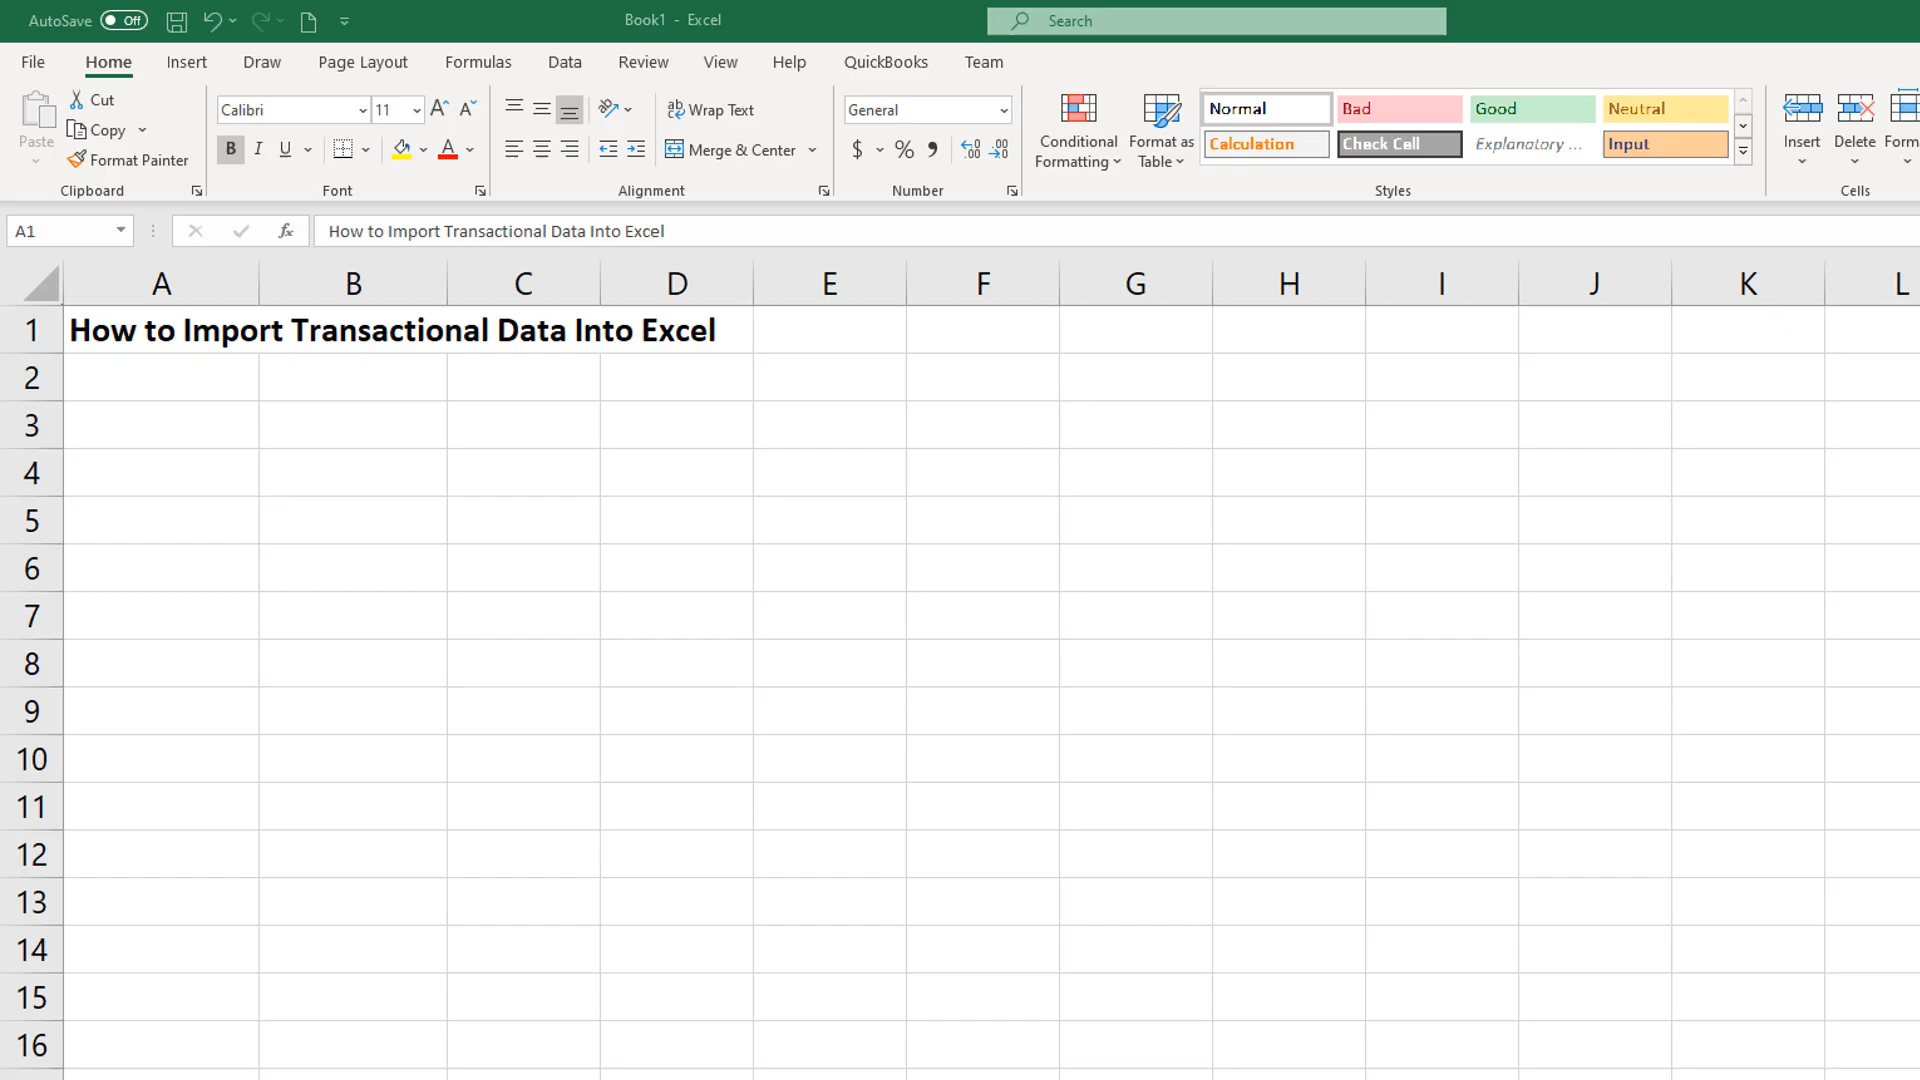 AutoSave Off Book1 - Excel Search
File Home Insert Draw Page Layout Formulas Data Review View Help QuickBooks Team
Paste Cut Copy Format Painter
Clipboard
Calibri 11
B I U A
Font
Wrap Text
Merge & Center
Alignment
General
$ % 9 .00 .00
Number
Conditional Formatting
Format as Table
Normal Bad Good Neutral
Calculation Check Cell Explanatory ... Input
Styles
Insert Delete Form
Cells
A1 fx How to Import Transactional Data Into Excel
A B C D E F G H I J K L
1 How to Import Transactional Data Into Excel
2
3
4
5
6
7
8
9
10
11
12
13
14
15
16